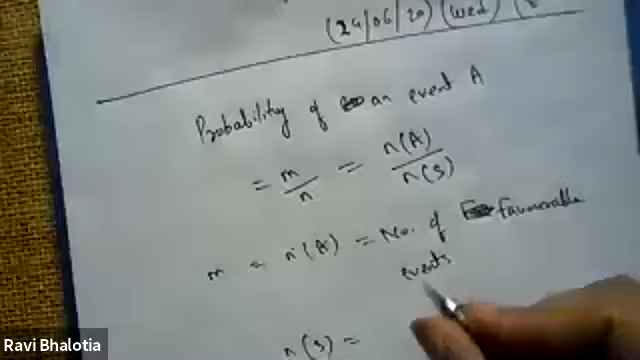 (24/06/20) (Wed)
Probability of an event A
= m/n = n(A)/n(S)
m = n(A) = No. of Favourable
events
n(S) =
Ravi Bhalotia